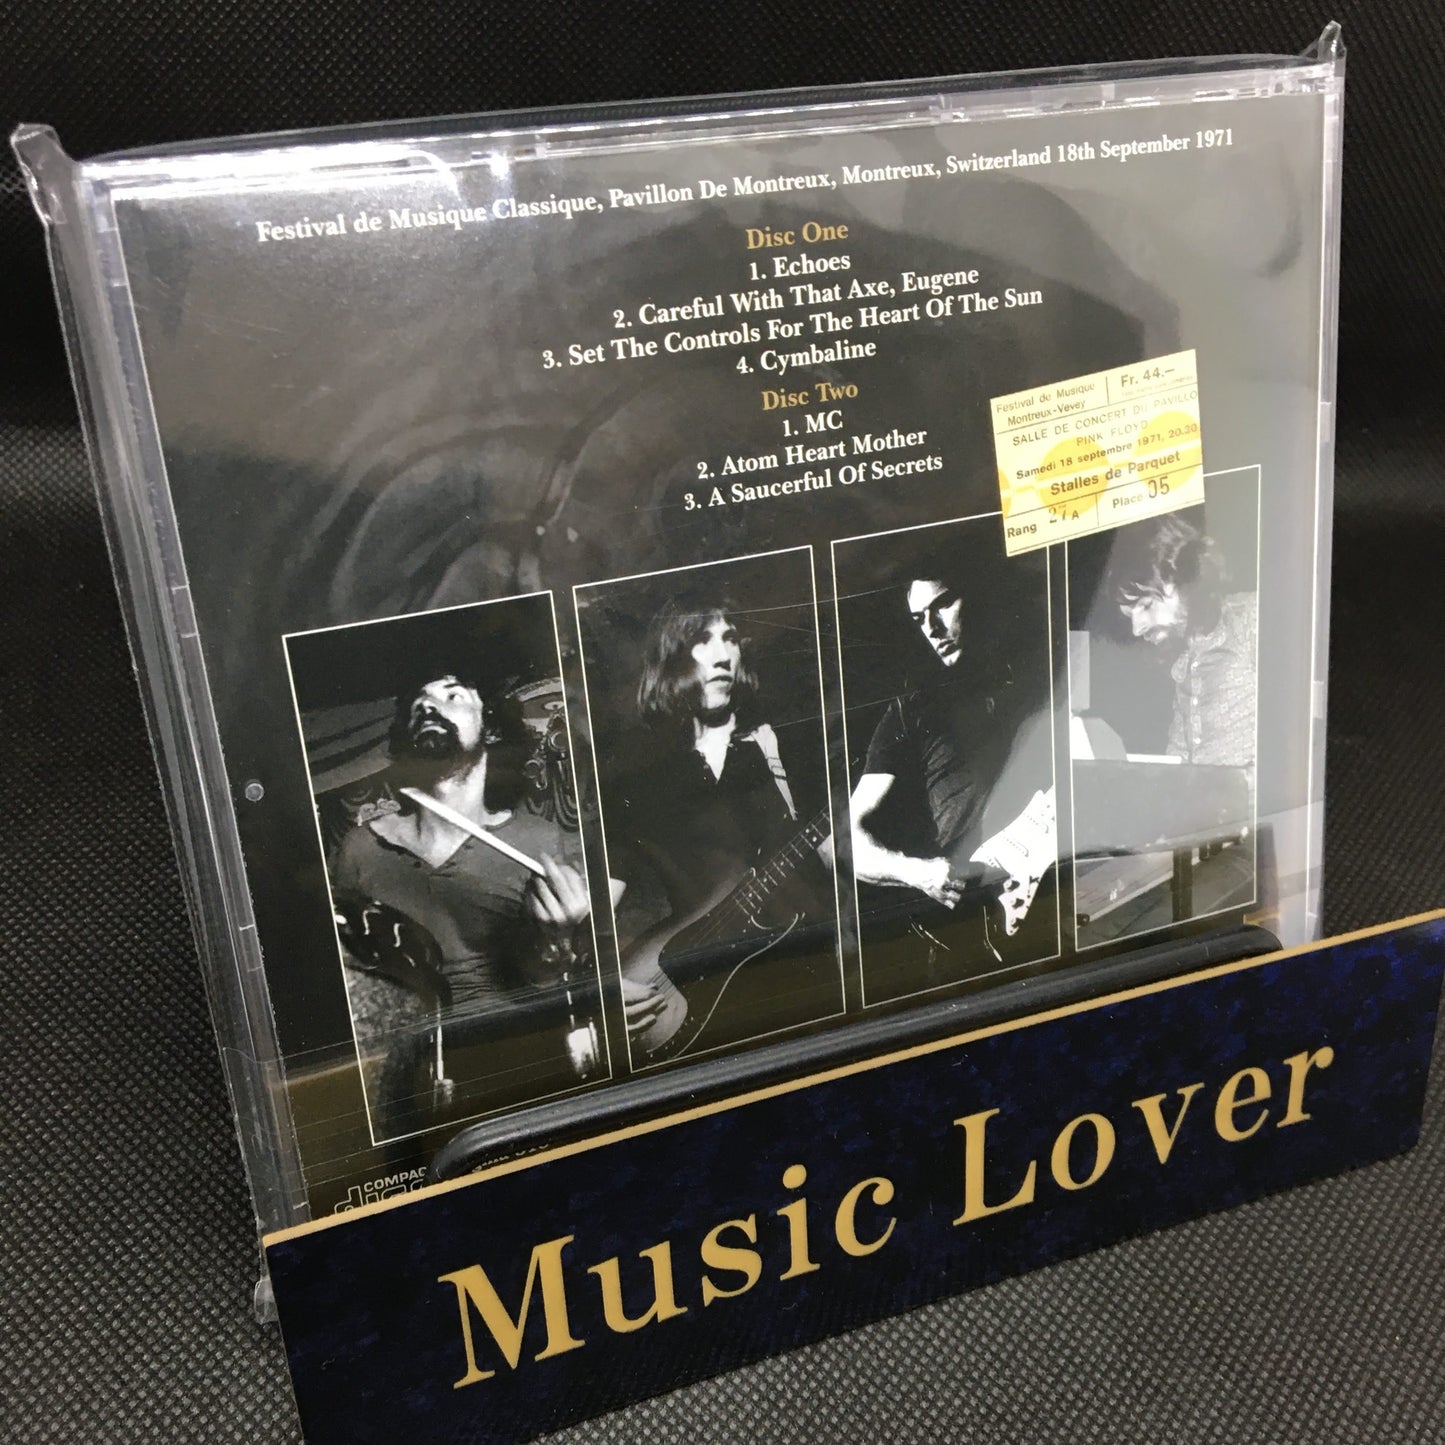 Festival de Musique Classique, Pavillon De Montreux, Montreux, Switzerland 18th September 1971
Disc One
1. Echoes
2. Careful With That Axe, Eugene
3. Set The Controls For The Heart Of The Sun
4. Cymbaline
Disc Two
1. MC
2. Atom Heart Mother
3. A Saucerful Of Secrets
Festival de Musique
Montreux-Vevey
Fr. 44.—
SALLE DE CONCERT DU PAVILLO
PINK FLOYD
Samedi 18 septembre 1971, 20.30
Stalles de Parquet
Rang 27 A
Place 05
COMPAC
disc
Music Lover